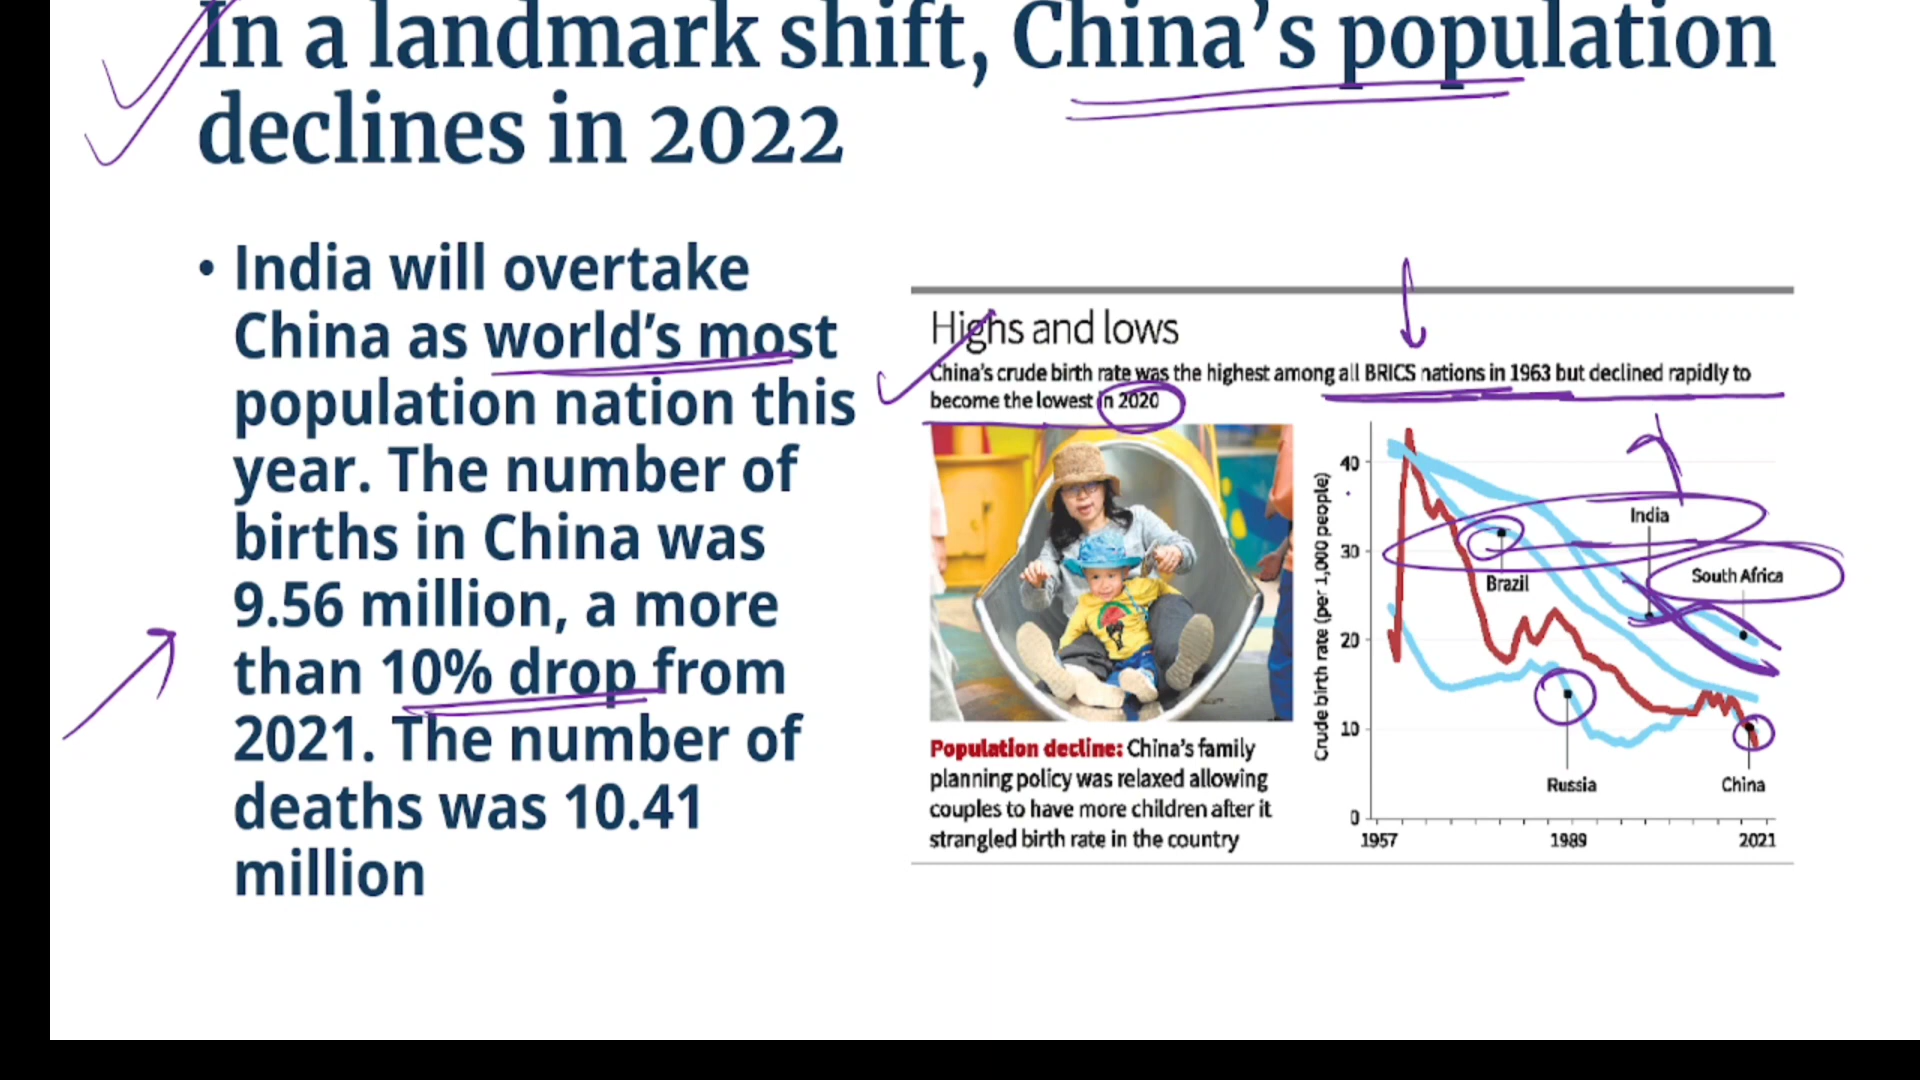 In a landmark shift, China’s population
declines in 2022
• India will overtake
China as world’s most
population nation this
year. The number of
births in China was
9.56 million, a more
than 10% drop from
2021. The number of
deaths was 10.41
million
Highs and lows
China's crude birth rate was the highest among all BRICS nations in 1963 but declined rapidly to
become the lowest in 2020
Population decline: China's family
planning policy was relaxed allowing
couples to have more children after it
strangled birth rate in the country
Crude birth rate (per 1,000 people)
40
30
20
10
0
India
South Africa
Brazil
Russia
China
1957
1989
2021